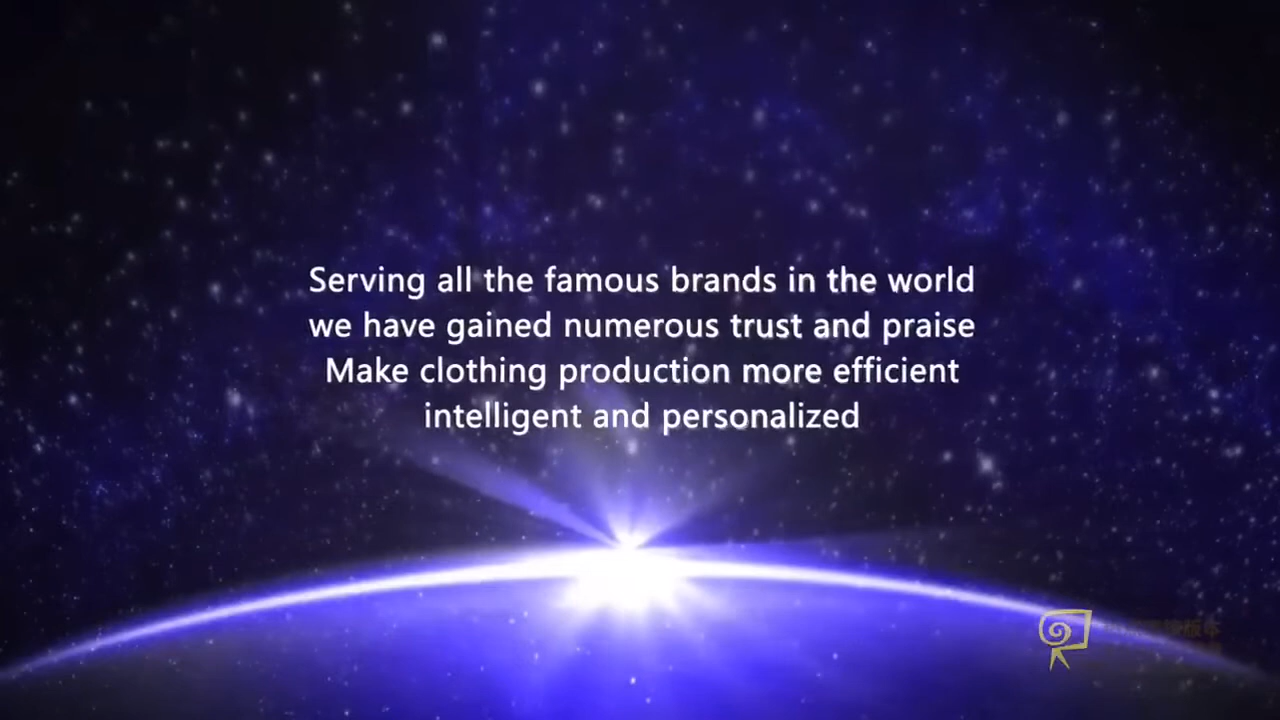 Serving all the famous brands in the world
we have gained numerous trust and praise
Make clothing production more efficient
intelligent and personalized